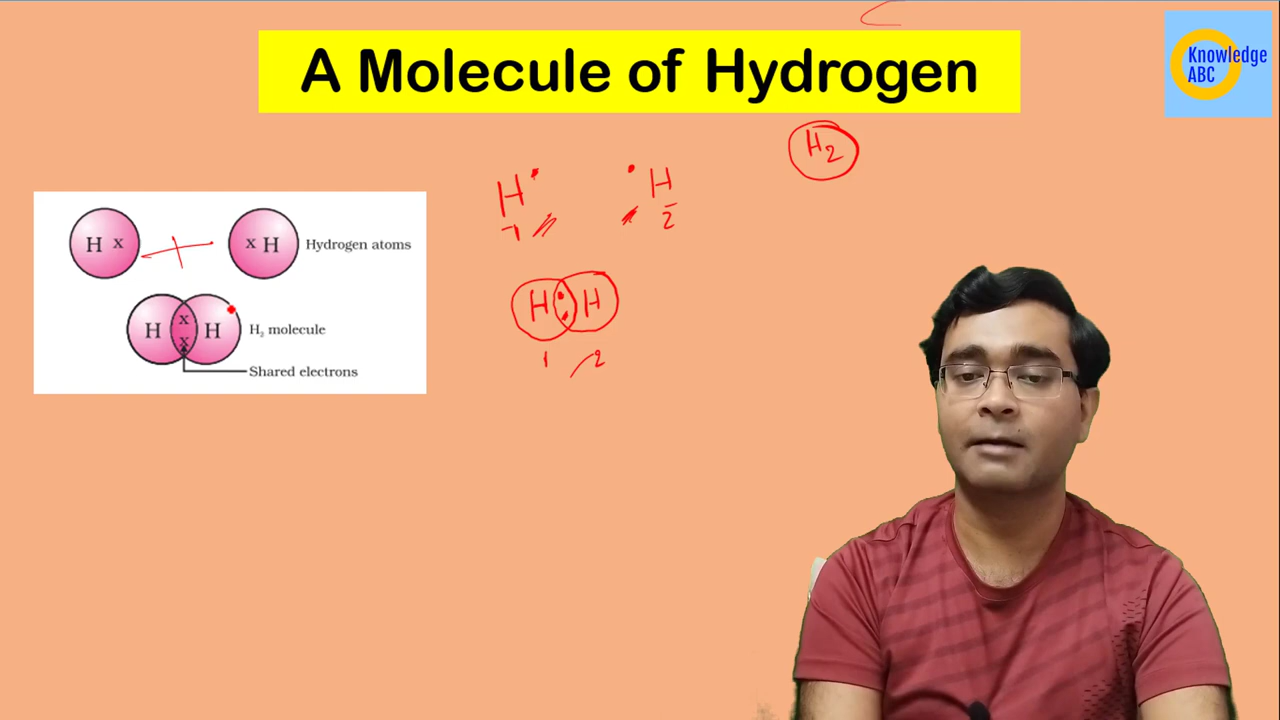 A Molecule of Hydrogen
Knowledge
ABC
H₂
H• •H
1 2
H x x H Hydrogen atoms
H : H
H x x H H₂ molecule
Shared electrons
1 2